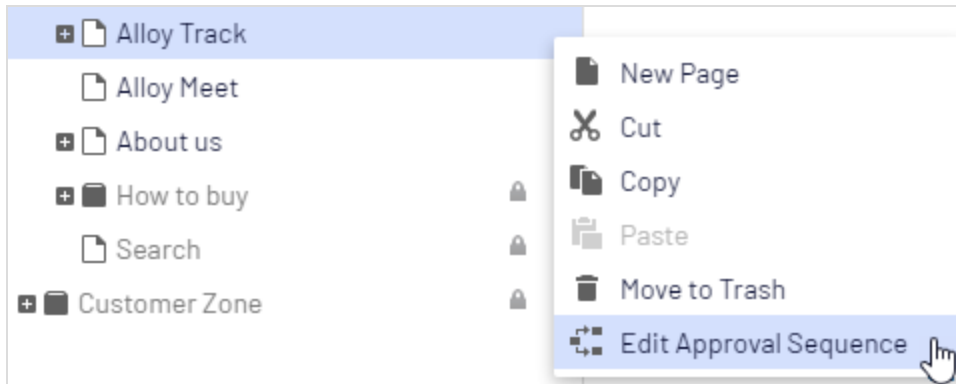 Alloy Track
Alloy Meet
About us
How to buy
Search
Customer Zone
New Page
Cut
Copy
Paste
Move to Trash
Edit Approval Sequence